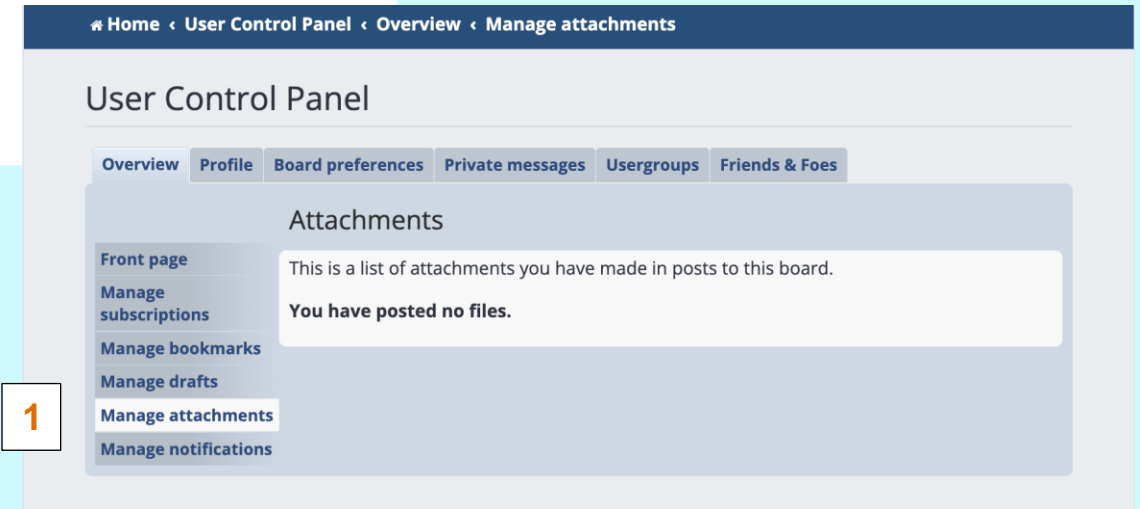 Home ‹ User Control Panel ‹ Overview ‹ Manage attachments
User Control Panel
Overview Profile Board preferences Private messages Usergroups Friends & Foes
Attachments
Front page
Manage
subscriptions
Manage bookmarks
Manage drafts
Manage attachments
Manage notifications
This is a list of attachments you have made in posts to this board.
You have posted no files.
1